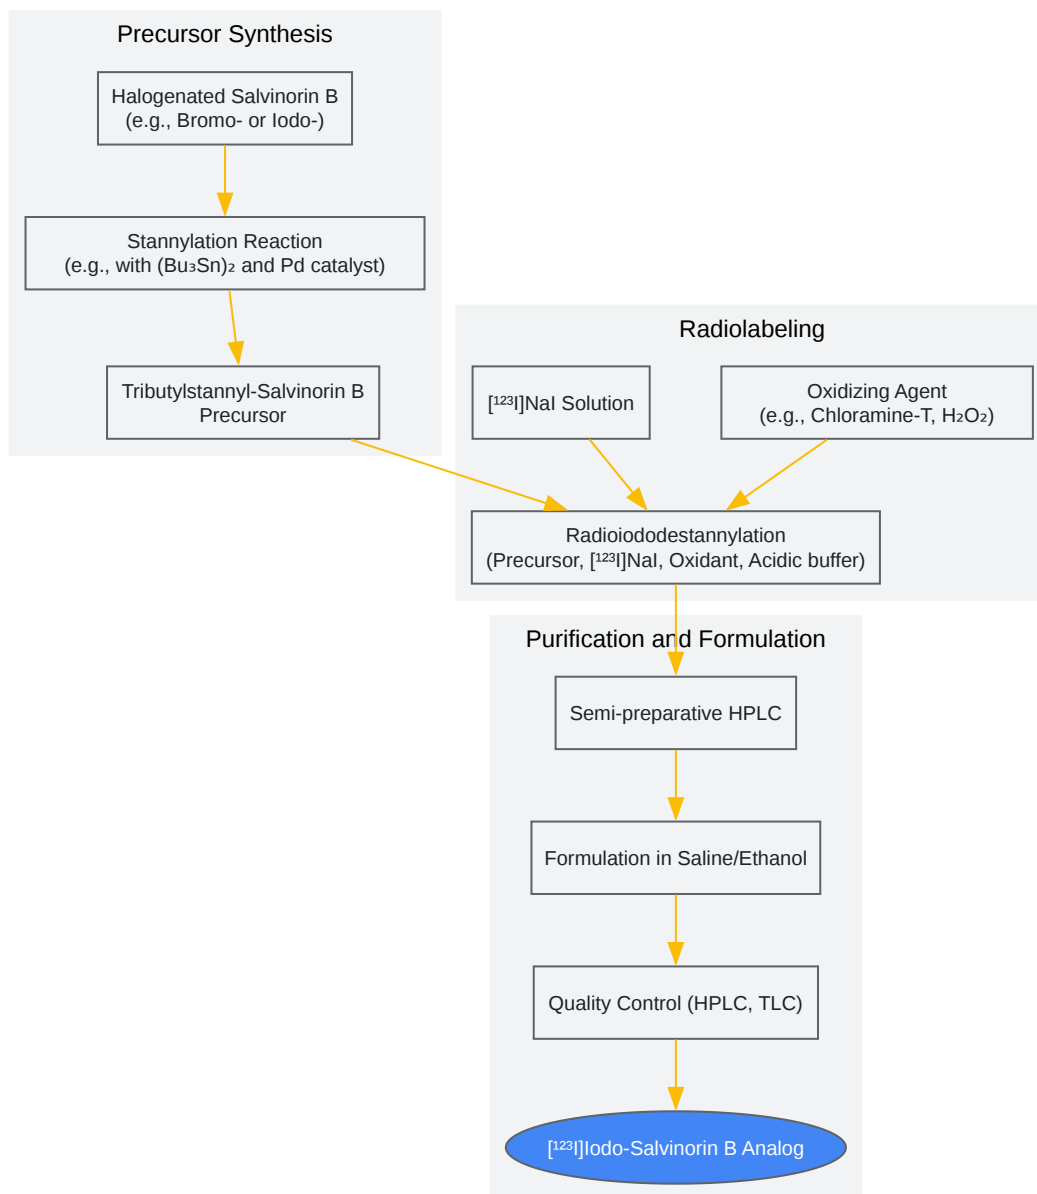 Precursor Synthesis
Halogenated Salvinorin B
(e.g., Bromo- or Iodo-)
Stannylation Reaction
(e.g., with (Bu₃Sn)₂ and Pd catalyst)
Tributylstannyl-Salvinorin B
Precursor
Radiolabeling
[¹²³I]NaI Solution
Oxidizing Agent
(e.g., Chloramine-T, H₂O₂)
Radioiododestannylation
(Precursor, [¹²³I]NaI, Oxidant, Acidic buffer)
Purification and Formulation
Semi-preparative HPLC
Formulation in Saline/Ethanol
Quality Control (HPLC, TLC)
[¹²³I]Iodo-Salvinorin B Analog